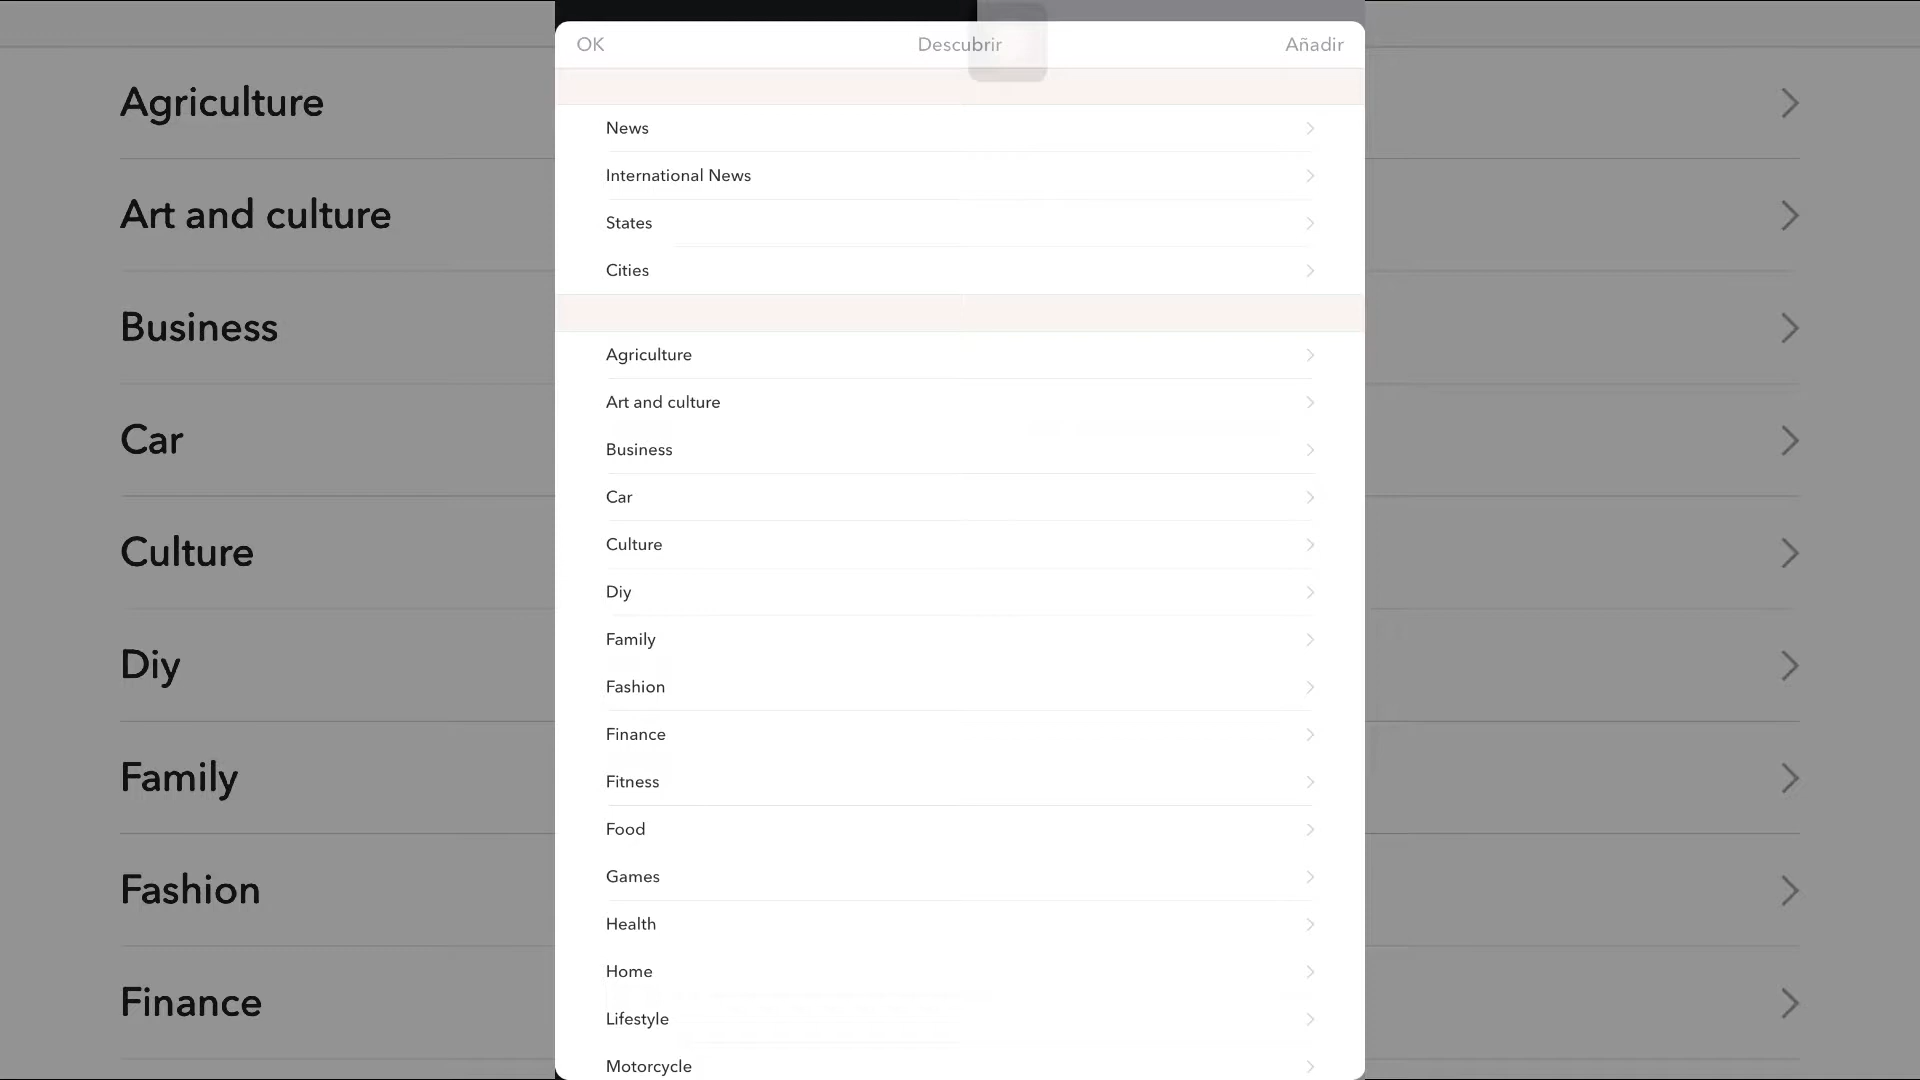 OK
Descubrir
Añadir
News
International News
States
Cities
Agriculture
Art and culture
Business
Car
Culture
Diy
Family
Fashion
Finance
Fitness
Food
Games
Health
Home
Lifestyle
Motorcycle
Agriculture
Art and culture
Business
Car
Culture
Diy
Family
Fashion
Finance